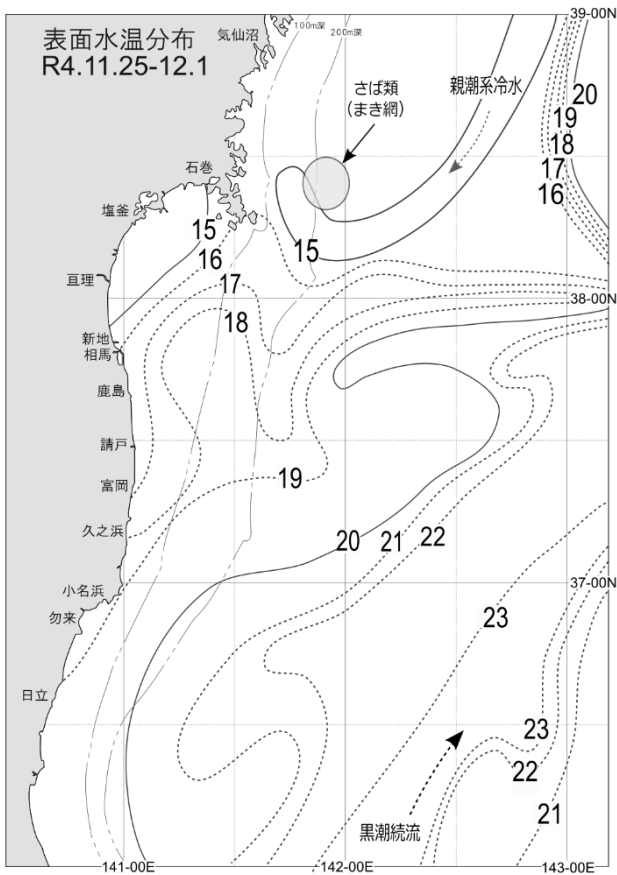 表面水温分布
R4.11.25-12.1
気仙沼
100m深
200m深
39-00N
さば類
(まき網)
親潮系冷水
20
19
18
17
16
石巻
塩釜
15
16
17
18
15
亘理
38-00N
新地
相馬
鹿島
請戸
富岡
19
久之浜
20
21
22
小名浜
37-00N
勿来
23
日立
23
22
21
黒潮続流
141-00E
142-00E
143-00E